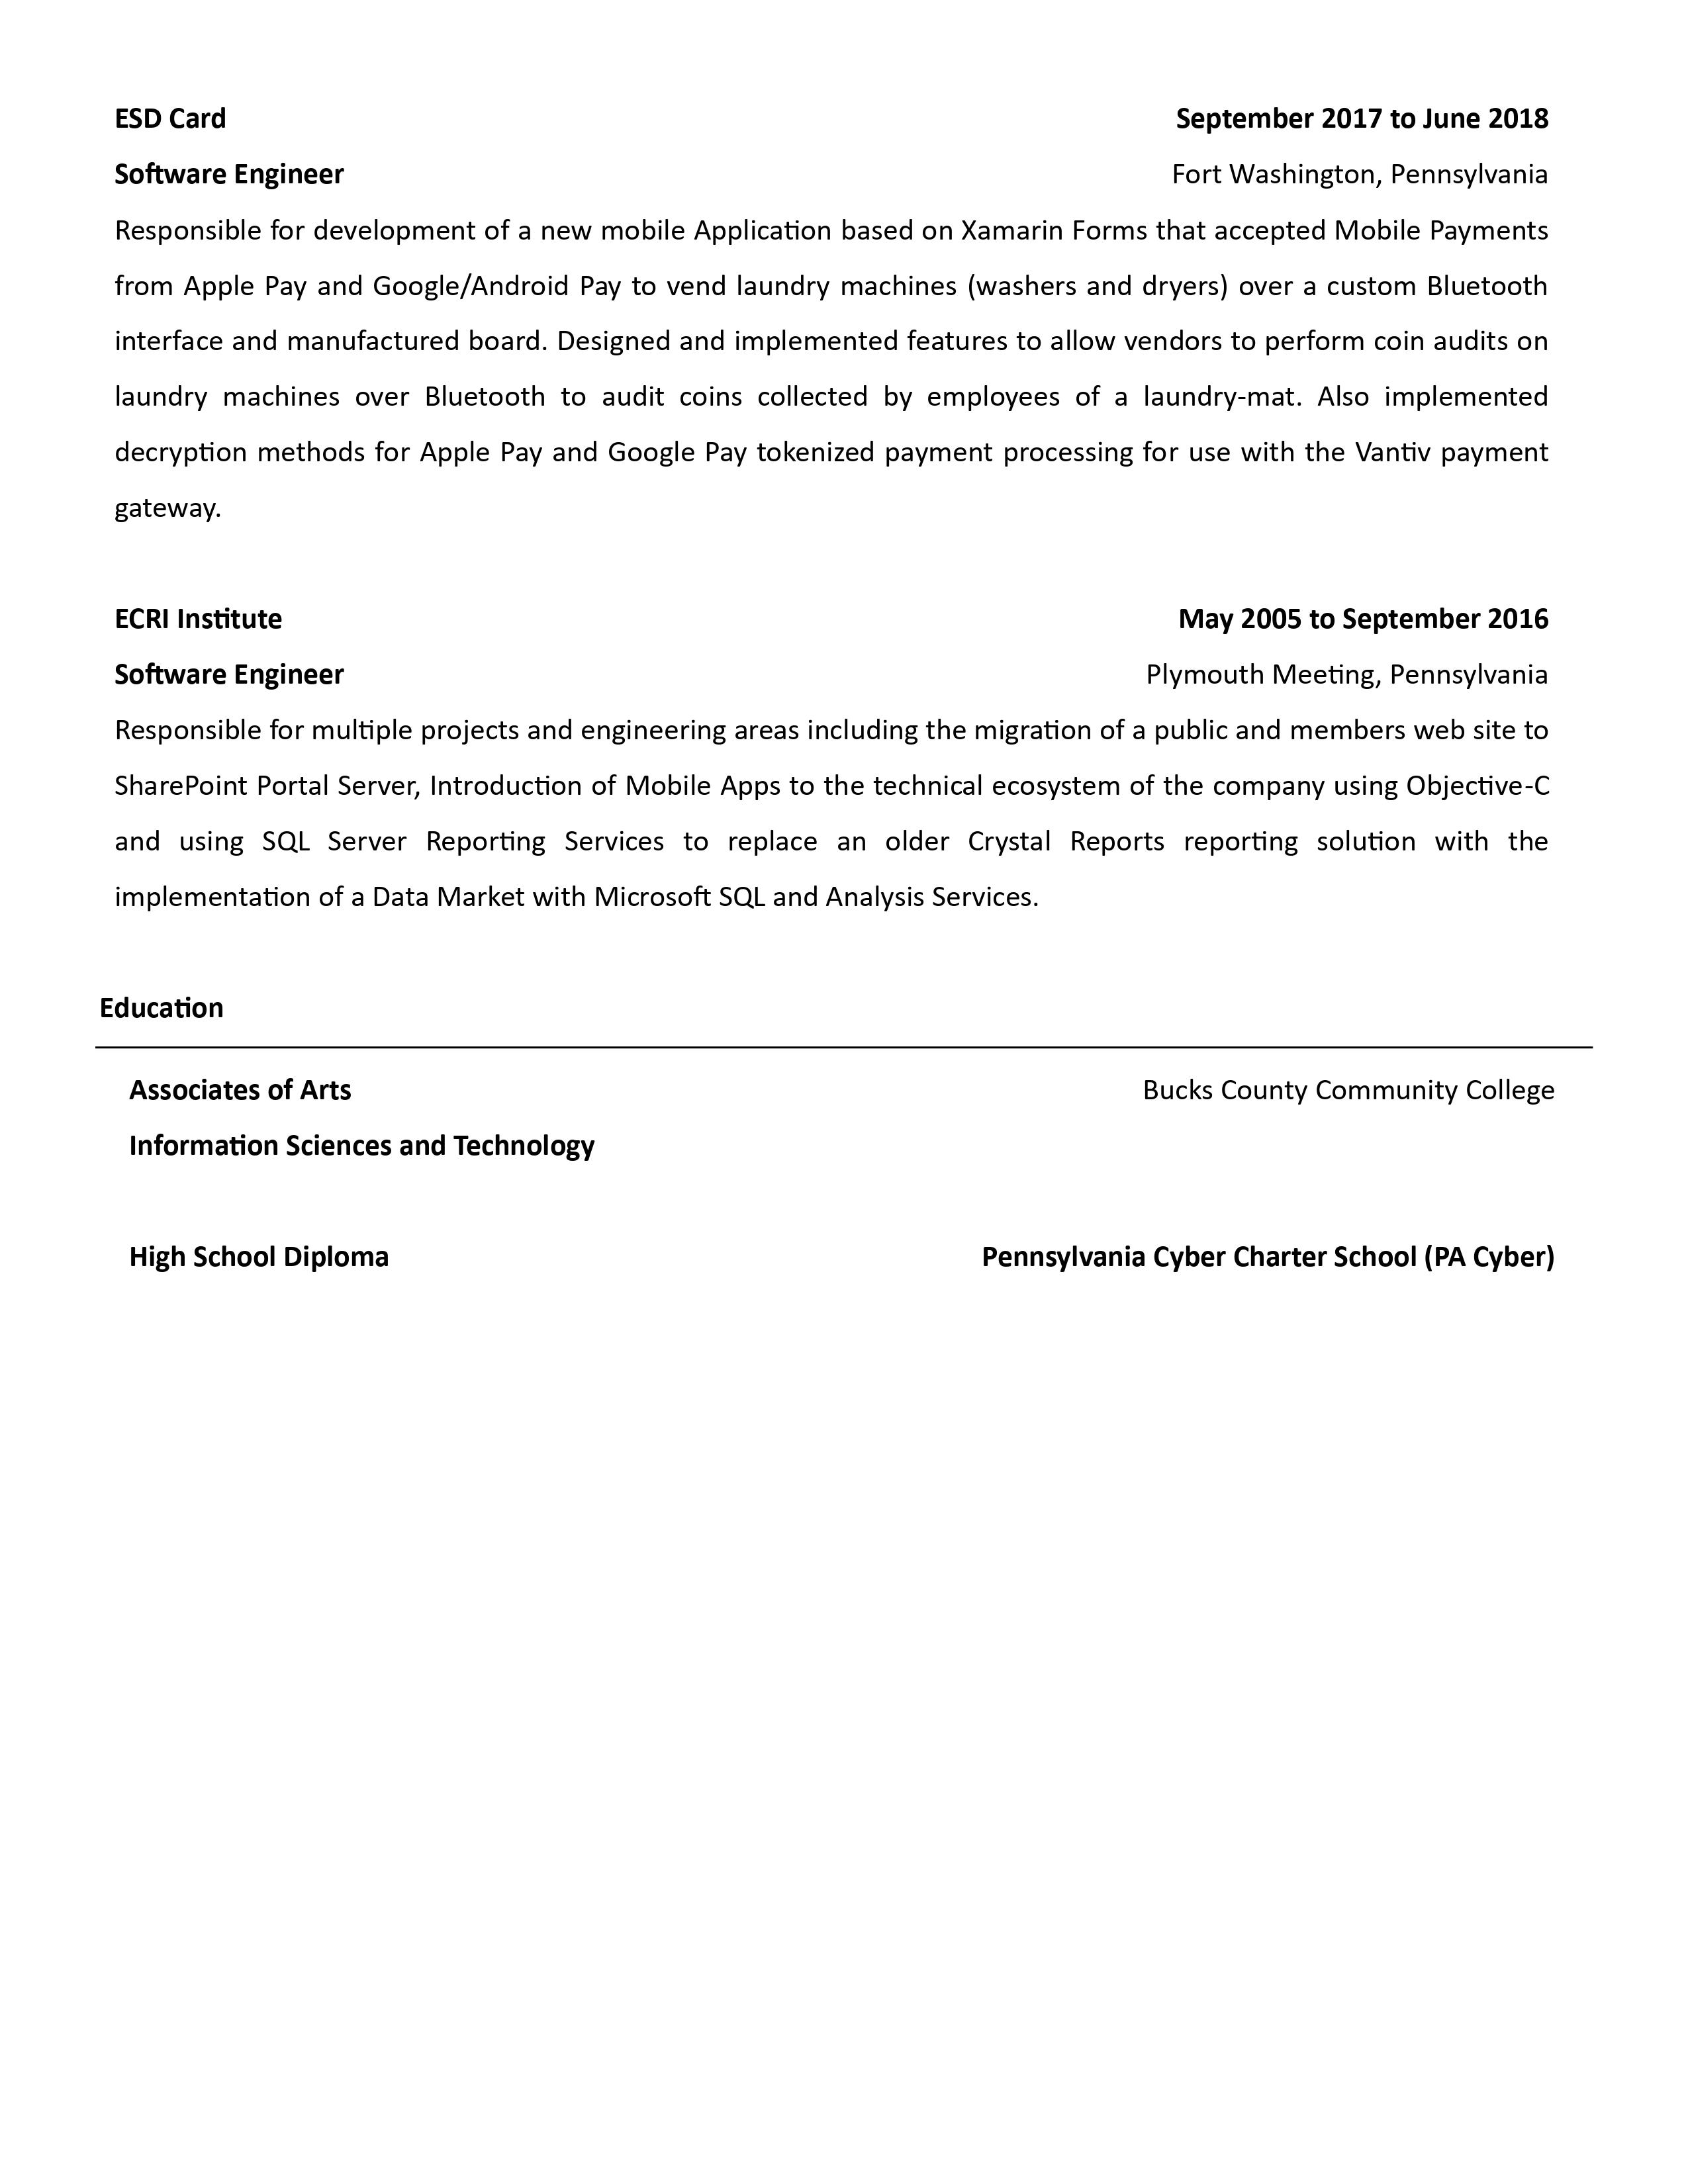 ESD Card September 2017 to June 2018
Software Engineer Fort Washington, Pennsylvania
Responsible for development of a new mobile Application based on Xamarin Forms that accepted Mobile Payments
from Apple Pay and Google/Android Pay to vend laundry machines (washers and dryers) over a custom Bluetooth
interface and manufactured board. Designed and implemented features to allow vendors to perform coin audits on
laundry machines over Bluetooth to audit coins collected by employees of a laundry-mat. Also implemented
decryption methods for Apple Pay and Google Pay tokenized payment processing for use with the Vantiv payment
gateway.
ECRI Institute May 2005 to September 2016
Software Engineer Plymouth Meeting, Pennsylvania
Responsible for multiple projects and engineering areas including the migration of a public and members web site to
SharePoint Portal Server, Introduction of Mobile Apps to the technical ecosystem of the company using Objective-C
and using SQL Server Reporting Services to replace an older Crystal Reports reporting solution with the
implementation of a Data Market with Microsoft SQL and Analysis Services.
Education
Associates of Arts Bucks County Community College
Information Sciences and Technology
High School Diploma Pennsylvania Cyber Charter School (PA Cyber)